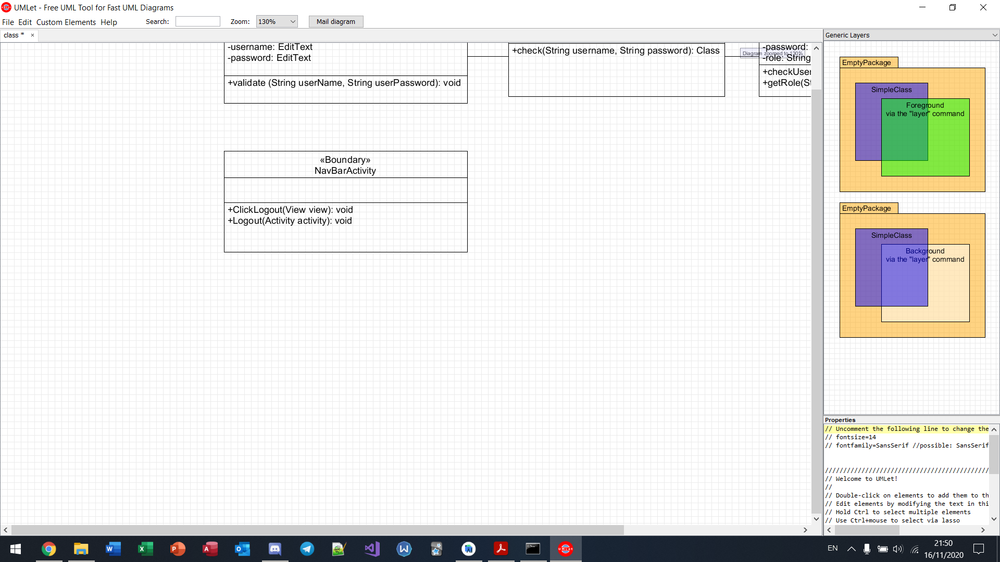 UMLet - Free UML Tool for Fast UML Diagrams
File Edit Custom Elements Help Search: Zoom: 130% Mail diagram
class *
Generic Layers
-username: EditText
-password: EditText
+validate (String userName, String userPassword): void
+check(String username, String password): Class
Diagram zoomed to 130%
-password:
-role: String
+checkUser
+getRole(St
«Boundary»
NavBarActivity
+ClickLogout(View view): void
+Logout(Activity activity): void
EmptyPackage
SimpleClass
Foreground
via the "layer" command
EmptyPackage
SimpleClass
Background
via the "layer" command
Properties
// Uncomment the following line to change the
// fontsize=14
// fontfamily=SansSerif //possible: SansSerif
//////////////////////////////////////////
// Welcome to UMLet!
//
// Double-click on elements to add them to th
// Edit elements by modifying the text in thi
// Hold Ctrl to select multiple elements
// Use Ctrl+mouse to select via lasso
EN
21:50
16/11/2020